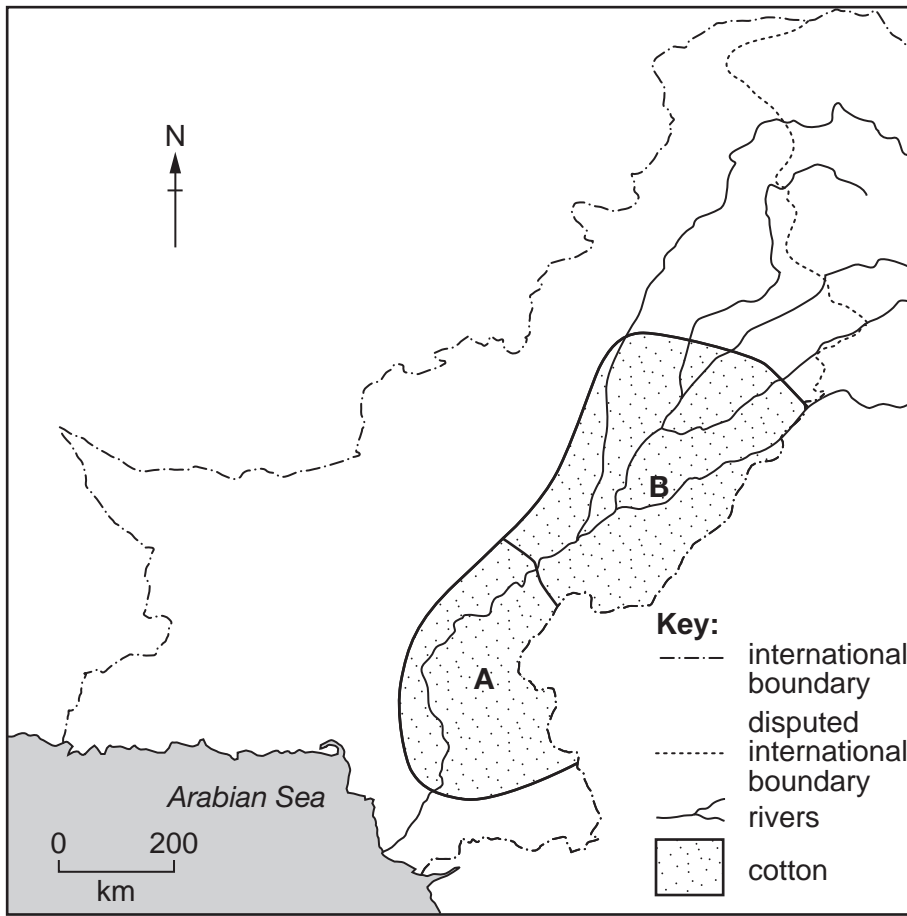 N
B
A
Key:
international
boundary
disputed
international
boundary
rivers
cotton
Arabian Sea
0 200
km